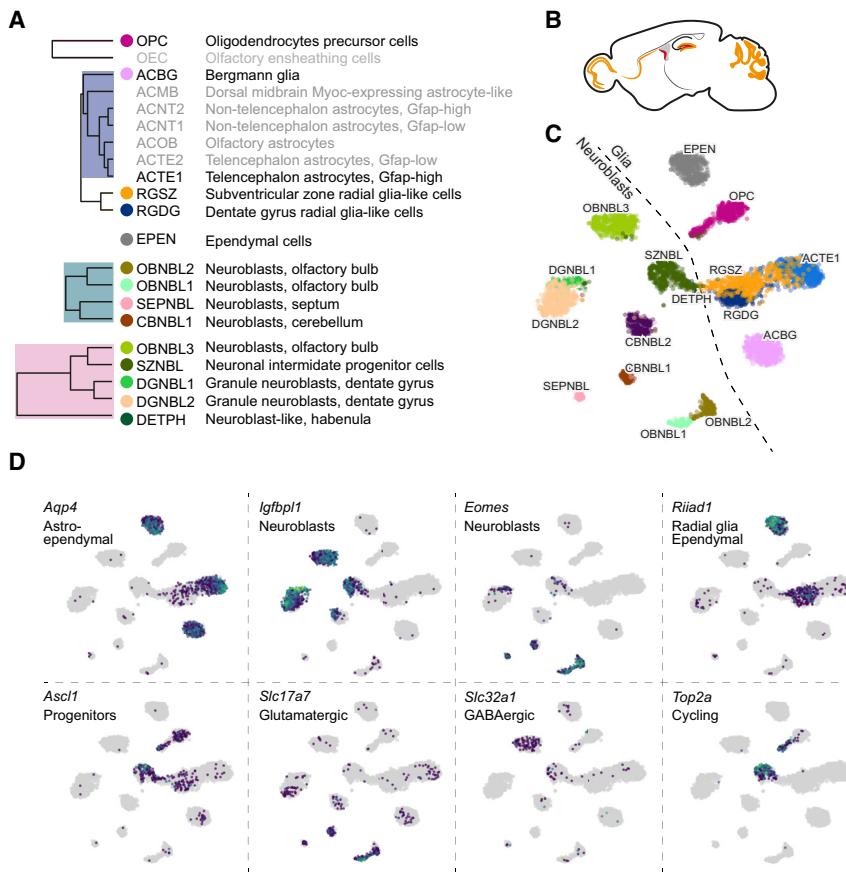 A
OPC Oligodendrocytes precursor cells
OEC Olfactory ensheathing cells
ACBG Bergmann glia
ACMB Dorsal midbrain Myoc-expressing astrocyte-like
ACNT2 Non-telencephalon astrocytes, Gfap-high
ACNT1 Non-telencephalon astrocytes, Gfap-low
ACOB Olfactory astrocytes
ACTE2 Telencephalon astrocytes, Gfap-low
ACTE1 Telencephalon astrocytes, Gfap-high
RGSZ Subventricular zone radial glia-like cells
RGDG Dentate gyrus radial glia-like cells
EPEN Ependymal cells
OBNBL2 Neuroblasts, olfactory bulb
OBNBL1 Neuroblasts, olfactory bulb
SEPNBL Neuroblasts, septum
CBNBL1 Neuroblasts, cerebellum
OBNBL3 Neuroblasts, olfactory bulb
SZNBL Neuronal intermidate progenitor cells
DGNBL1 Granule neuroblasts, dentate gyrus
DGNBL2 Granule neuroblasts, dentate gyrus
DETPH Neuroblast-like, habenula
B
C
Glia
Neuroblasts
EPEN
OPC
OBNBL3
SZNBL
RGSZ
ACTE1
DGNBL1
DETPH
RGDG
DGNBL2
CBNBL2
ACBG
CBNBL1
SEPNBL
OBNBL2
OBNBL1
D
Aqp4
Astro-
ependymal
Igfbpl1
Neuroblasts
Eomes
Neuroblasts
Riiad1
Radial glia
Ependymal
Ascl1
Progenitors
Slc17a7
Glutamatergic
Slc32a1
GABAergic
Top2a
Cycling